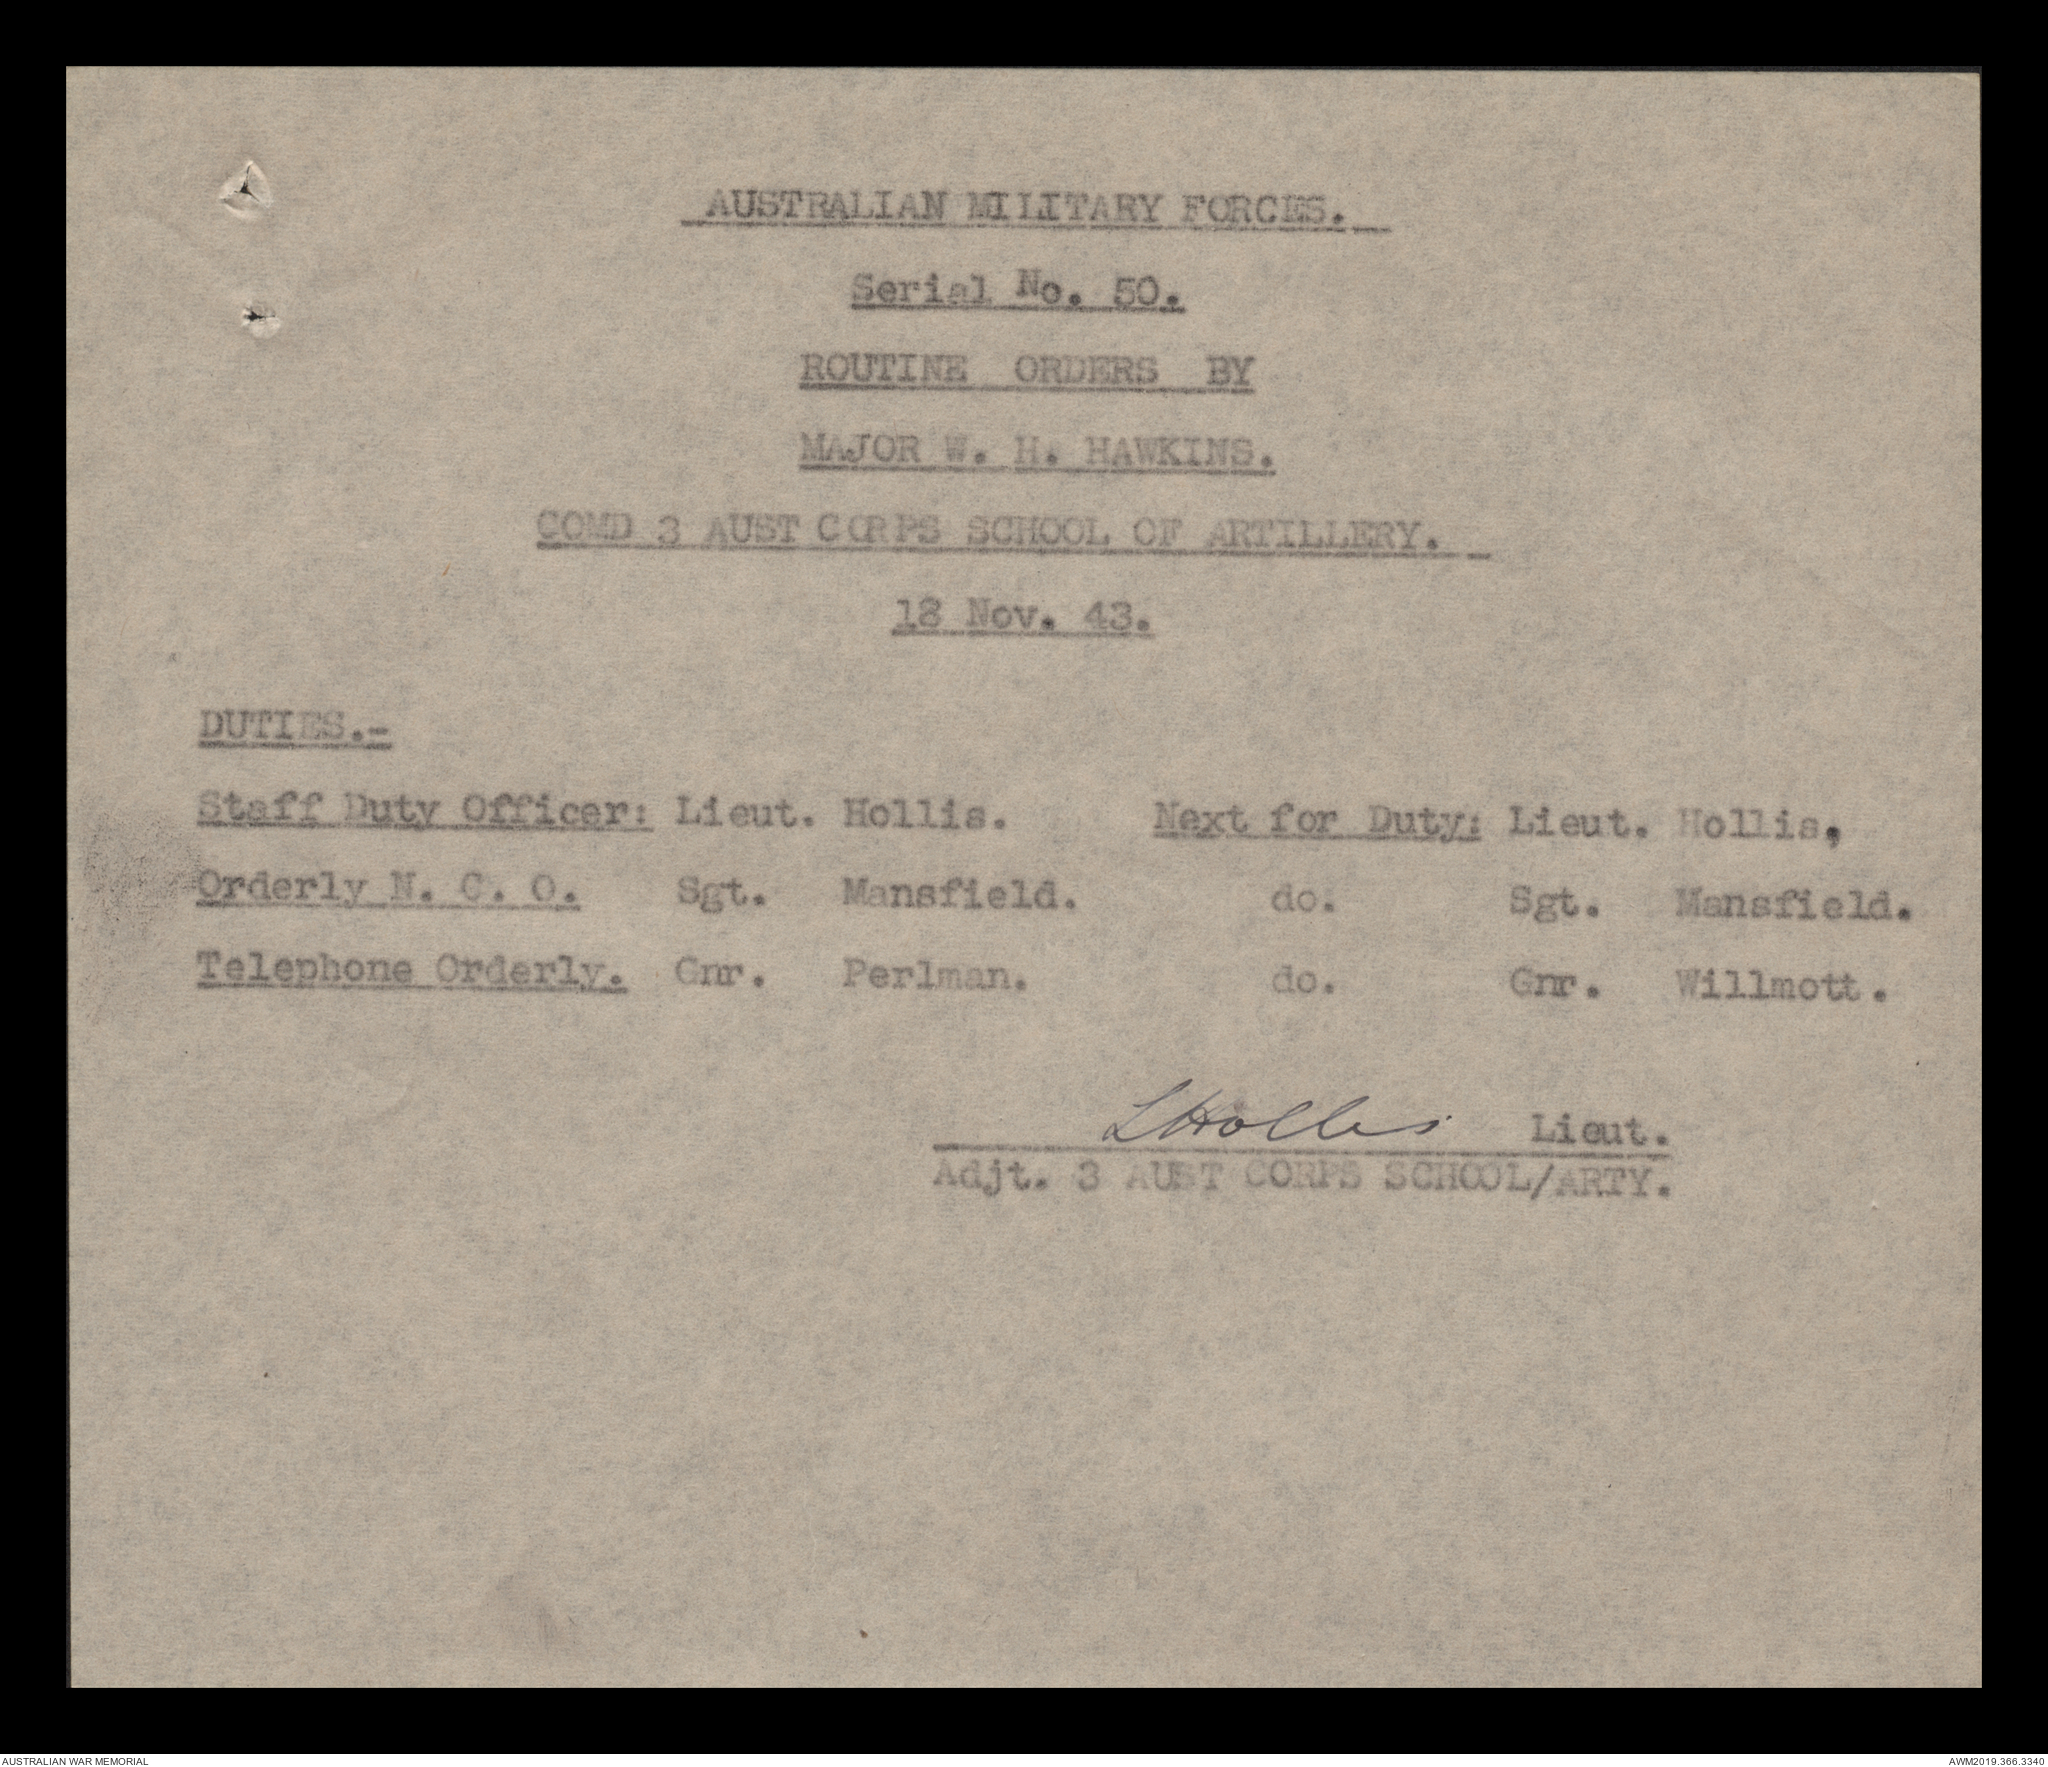 AUSTRALIAN MILITARY FORCES.
Serial No. 50.
ROUTINE ORDERS BY
MAJOR W. H. HAWKINS.
COMD 3 AUST CORPS SCHOOL OF ARTILLERY.
18 Nov. 43.
DUTIES.-
Staff Duty Officer: Lieut. Hollis. Next for Duty: Lieut. Hollis,
Orderly N. C. O. Sgt. Mansfield. do. Sgt. Mansfield.
Telephone Orderly. Gnr. Perlman. do. Gnr. Willmott.
L Hollis Lieut.
Adjt. 3 AUST CORPS SCHOOL/ARTY.
AUSTRALIAN WAR MEMORIAL AWM2019.366.3340